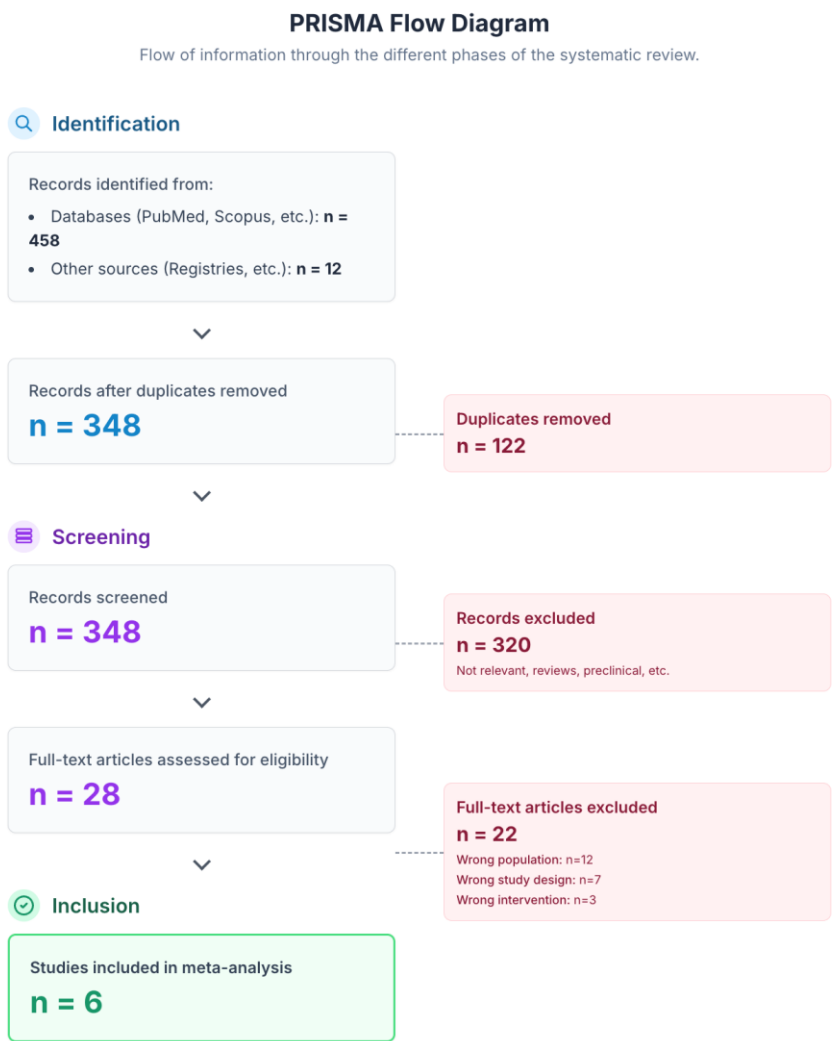 PRISMA Flow Diagram
Flow of information through the different phases of the systematic review.
Identification
Records identified from:
• Databases (PubMed, Scopus, etc.): n =
458
• Other sources (Registries, etc.): n = 12
Records after duplicates removed
n = 348
Duplicates removed
n = 122
Screening
Records screened
n = 348
Records excluded
n = 320
Not relevant, reviews, preclinical, etc.
Full-text articles assessed for eligibility
n = 28
Full-text articles excluded
n = 22
Wrong population: n=12
Wrong study design: n=7
Wrong intervention: n=3
Inclusion
Studies included in meta-analysis
n = 6